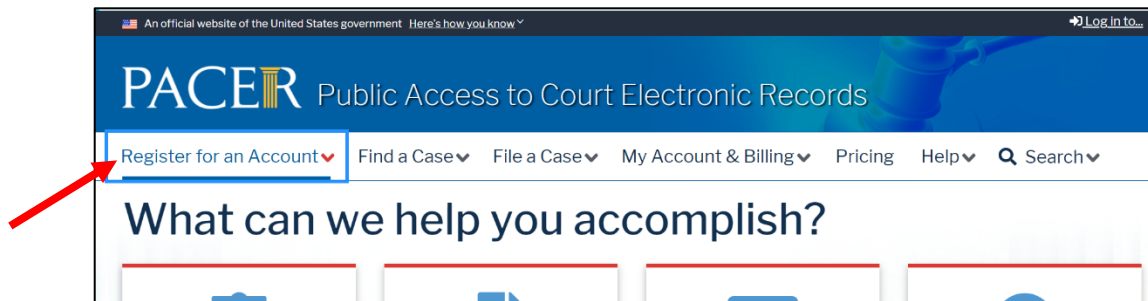 An official website of the United States government Here's how you know
Log in to...
PACER Public Access to Court Electronic Records
Register for an Account Find a Case File a Case My Account & Billing Pricing Help Search
What can we help you accomplish?